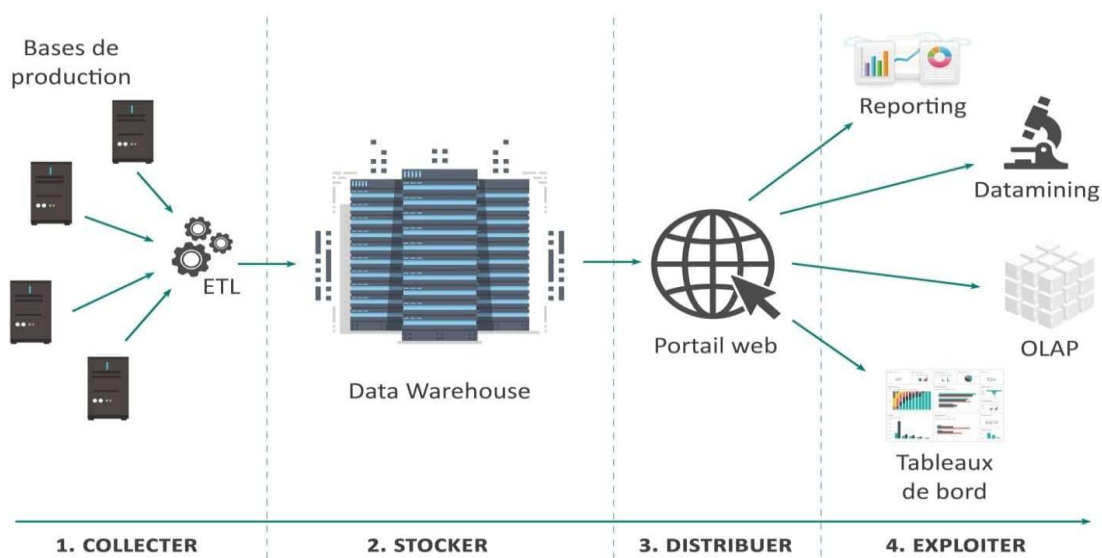 Bases de
production
ETL
Data Warehouse
Portail web
Reporting
Datamining
OLAP
Tableaux
de bord
1. COLLECTER
2. STOCKER
3. DISTRIBUER
4. EXPLOITER